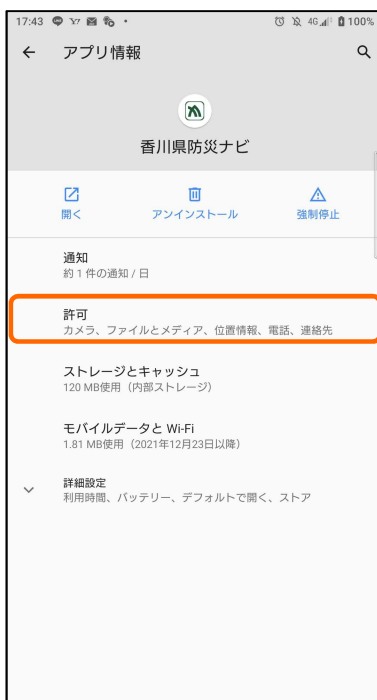 17:43 4G 100%
アプリ情報
香川県防災ナビ
開く アンインストール 強制停止
通知
約 1 件の通知 / 日
許可
カメラ、ファイルとメディア、位置情報、電話、連絡先
ストレージとキャッシュ
120 MB使用（内部ストレージ）
モバイルデータと Wi-Fi
1.81 MB使用（2021年12月23日以降）
詳細設定
利用時間、バッテリー、デフォルトで開く、ストア